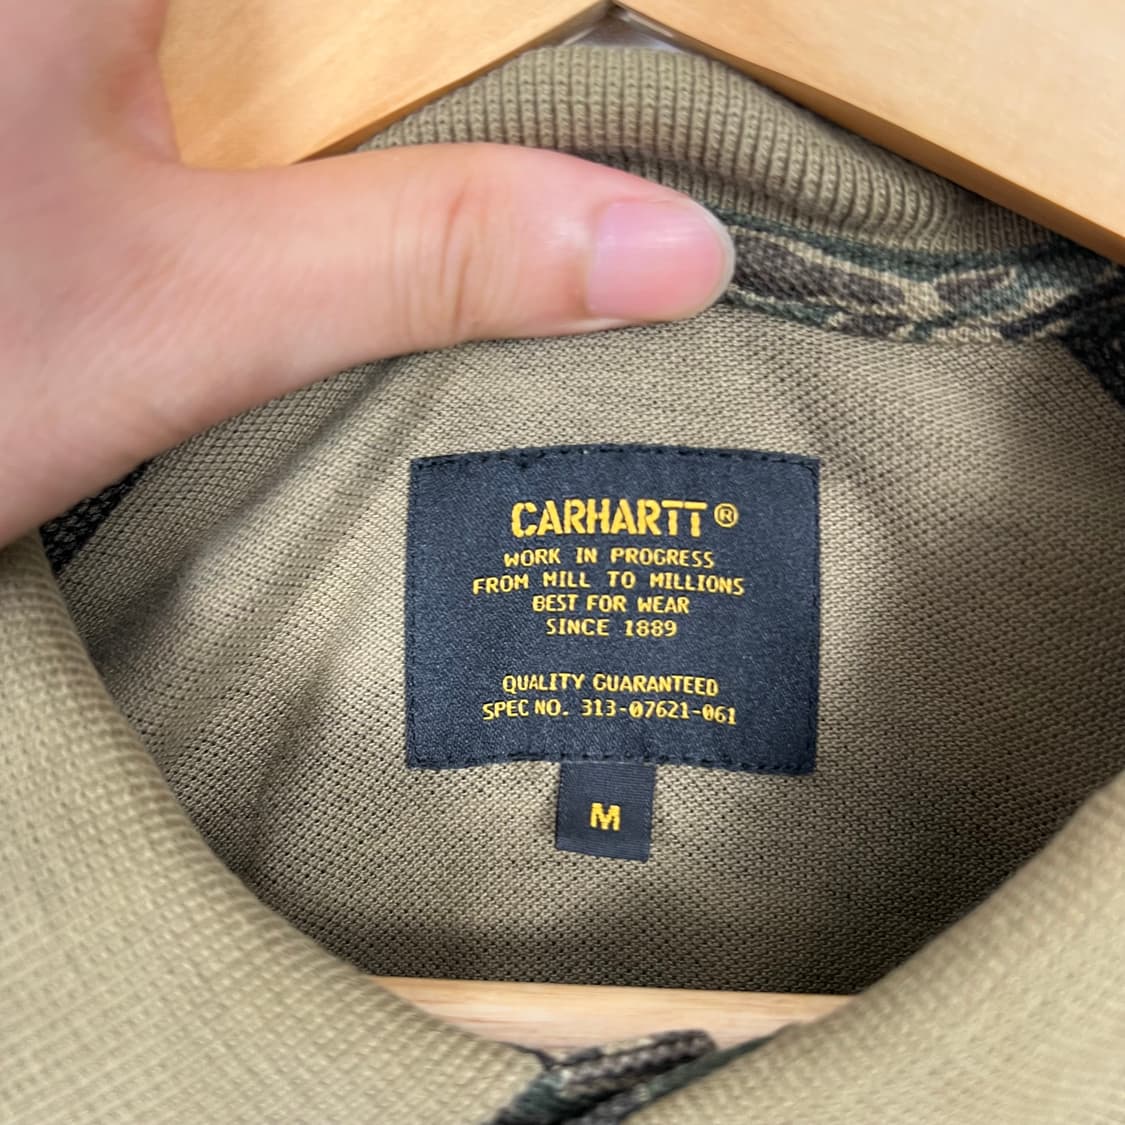 CARHARTT®
WORK IN PROGRESS
FROM MILL TO MILLIONS
BEST FOR WEAR
SINCE 1889
QUALITY GUARANTEED
SPEC NO. 313-07621-061
M